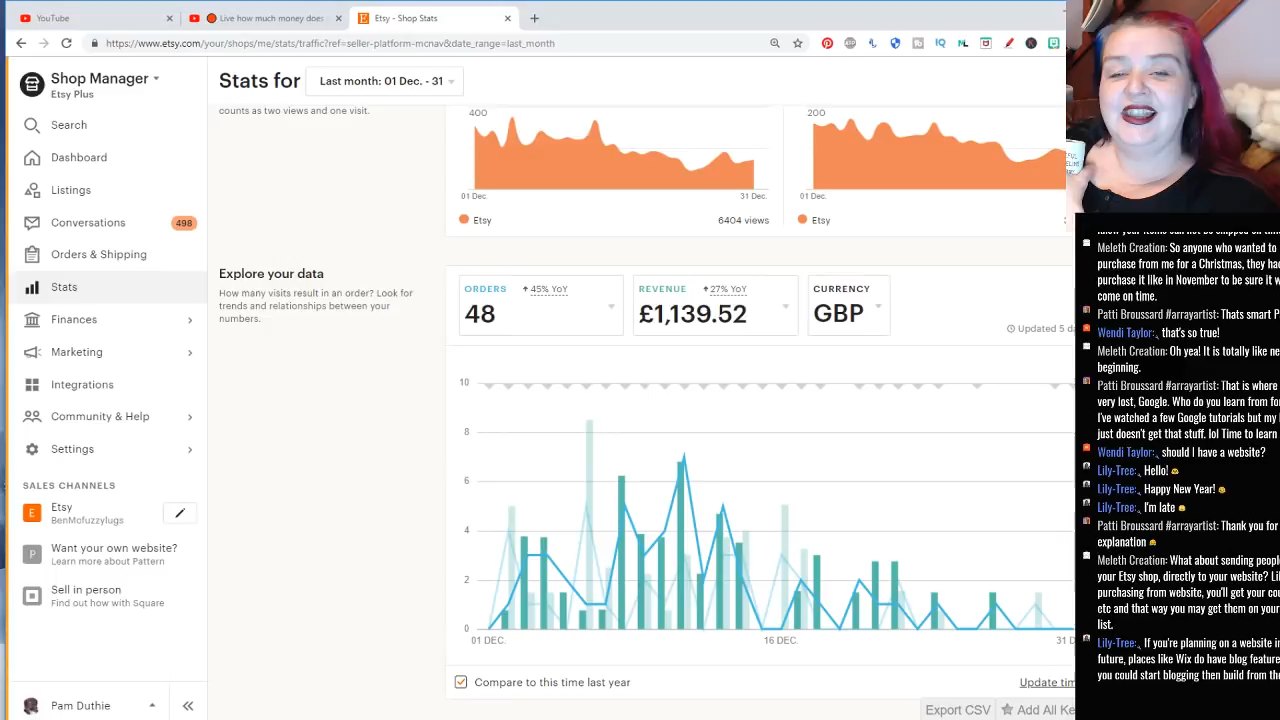 YouTube
Live how much money does
Etsy - Shop Stats
https://www.etsy.com/your/shops/me/stats/traffic?ref=seller-platform-mcnav&date_range=last_month
Shop Manager
Etsy Plus
Search
Dashboard
Listings
Conversations 498
Orders & Shipping
Stats
Finances
Marketing
Integrations
Community & Help
Settings
SALES CHANNELS
Etsy
BenMofuzzylugs
Want your own website?
Learn more about Pattern
Sell in person
Find out how with Square
Pam Duthie
Stats for
Last month: 01 Dec. - 31
counts as two views and one visit.
400
01 Dec. 31 Dec.
Etsy 6404 views
200
01 Dec.
Etsy
Explore your data
How many visits result in an order? Look for
trends and relationships between your
numbers.
ORDERS 45% YoY
48
REVENUE 27% YoY
£1,139.52
CURRENCY
GBP
Updated 5 d
10
8
6
4
2
0
01 DEC. 16 DEC. 31 D
Compare to this time last year
Update tim
Export CSV
Add All Ke
Meleth Creation: So anyone who wanted to
purchase from me for a Christmas, they had
purchase it like in November to be sure it w
come on time.
Patti Broussard #arrayartist: Thats smart P
Wendi Taylor: that's so true!
Meleth Creation: Oh yea! It is totally like ne
beginning.
Patti Broussard #arrayartist: That is where
very lost, Google. Who do you learn from fo
I've watched a few Google tutorials but my
just doesn't get that stuff. lol Time to learn
Wendi Taylor: should I have a website?
Lily-Tree: Hello!
Lily-Tree: Happy New Year!
Lily-Tree: I'm late
Patti Broussard #arrayartist: Thank you for
explanation
Meleth Creation: What about sending peopl
your Etsy shop, directly to your website? Li
purchasing from website, you'll get your cou
etc and that way you may get them on your
list.
Lily-Tree: If you're planning on a website in
future, places like Wix do have blog feature
you could start blogging then build from the